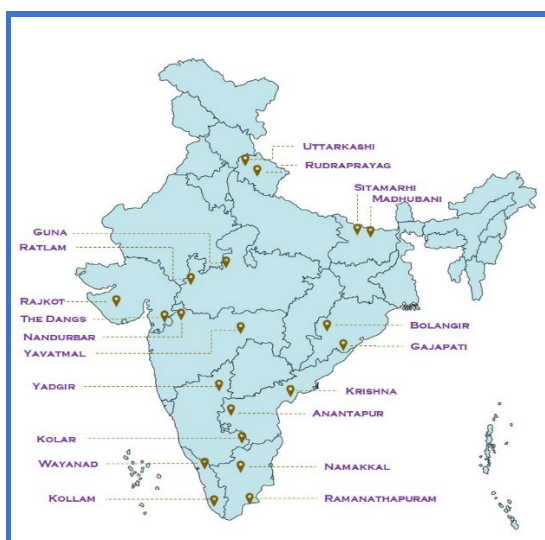 UTTARKASHI
RUDRAPRAYAG
SITAMARHI
MADHUBANI
GUNA
RATLAM
RAJKOT
THE DANGS
NANDURBAR
YAVATMAL
BOLANGIR
GAJAPATI
YADGIR
KRISHNA
ANANTAPUR
KOLAR
WAYANAD
NAMAKKAL
KOLLAM
RAMANATHAPURAM